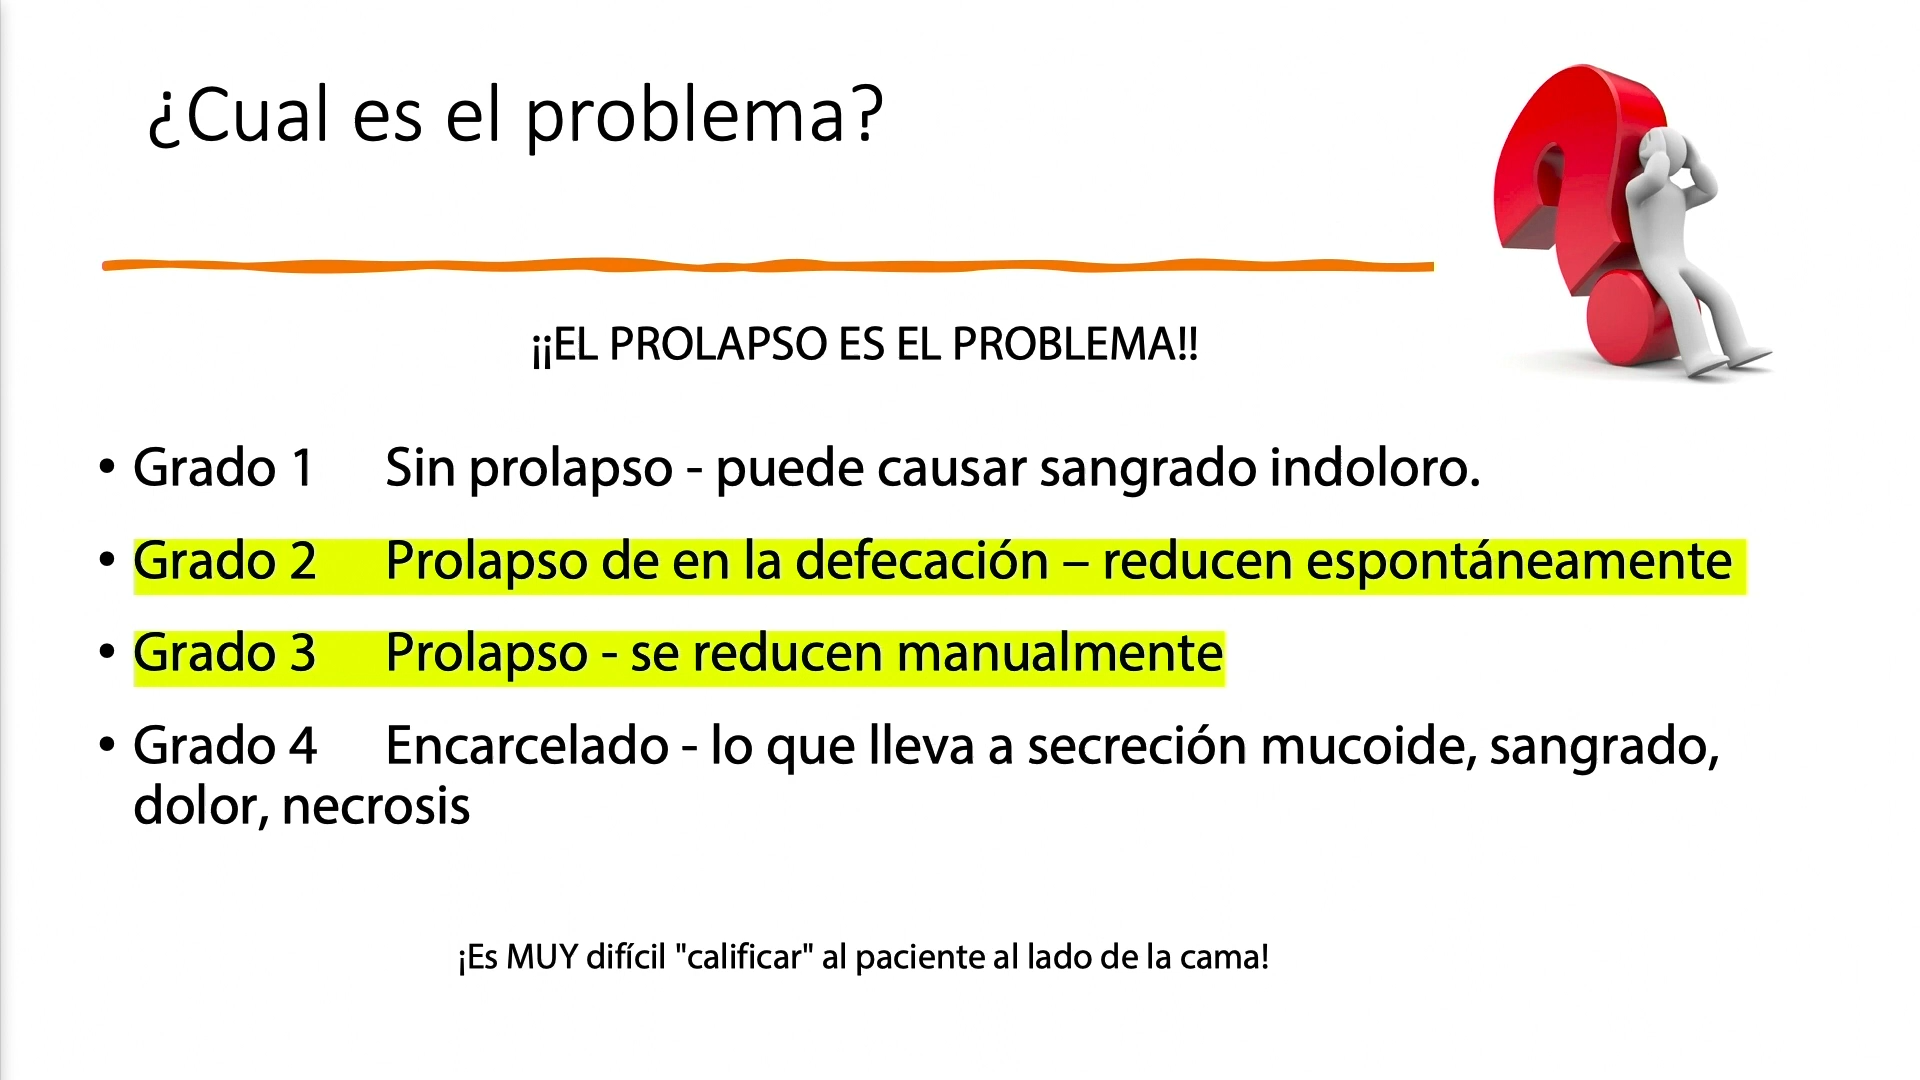 ¿Cual es el problema?
¡¡EL PROLAPSO ES EL PROBLEMA!!
• Grado 1 Sin prolapso - puede causar sangrado indoloro.
• Grado 2 Prolapso de en la defecación – reducen espontáneamente
• Grado 3 Prolapso - se reducen manualmente
• Grado 4 Encarcelado - lo que lleva a secreción mucoide, sangrado,
dolor, necrosis
¡Es MUY difícil "calificar" al paciente al lado de la cama!